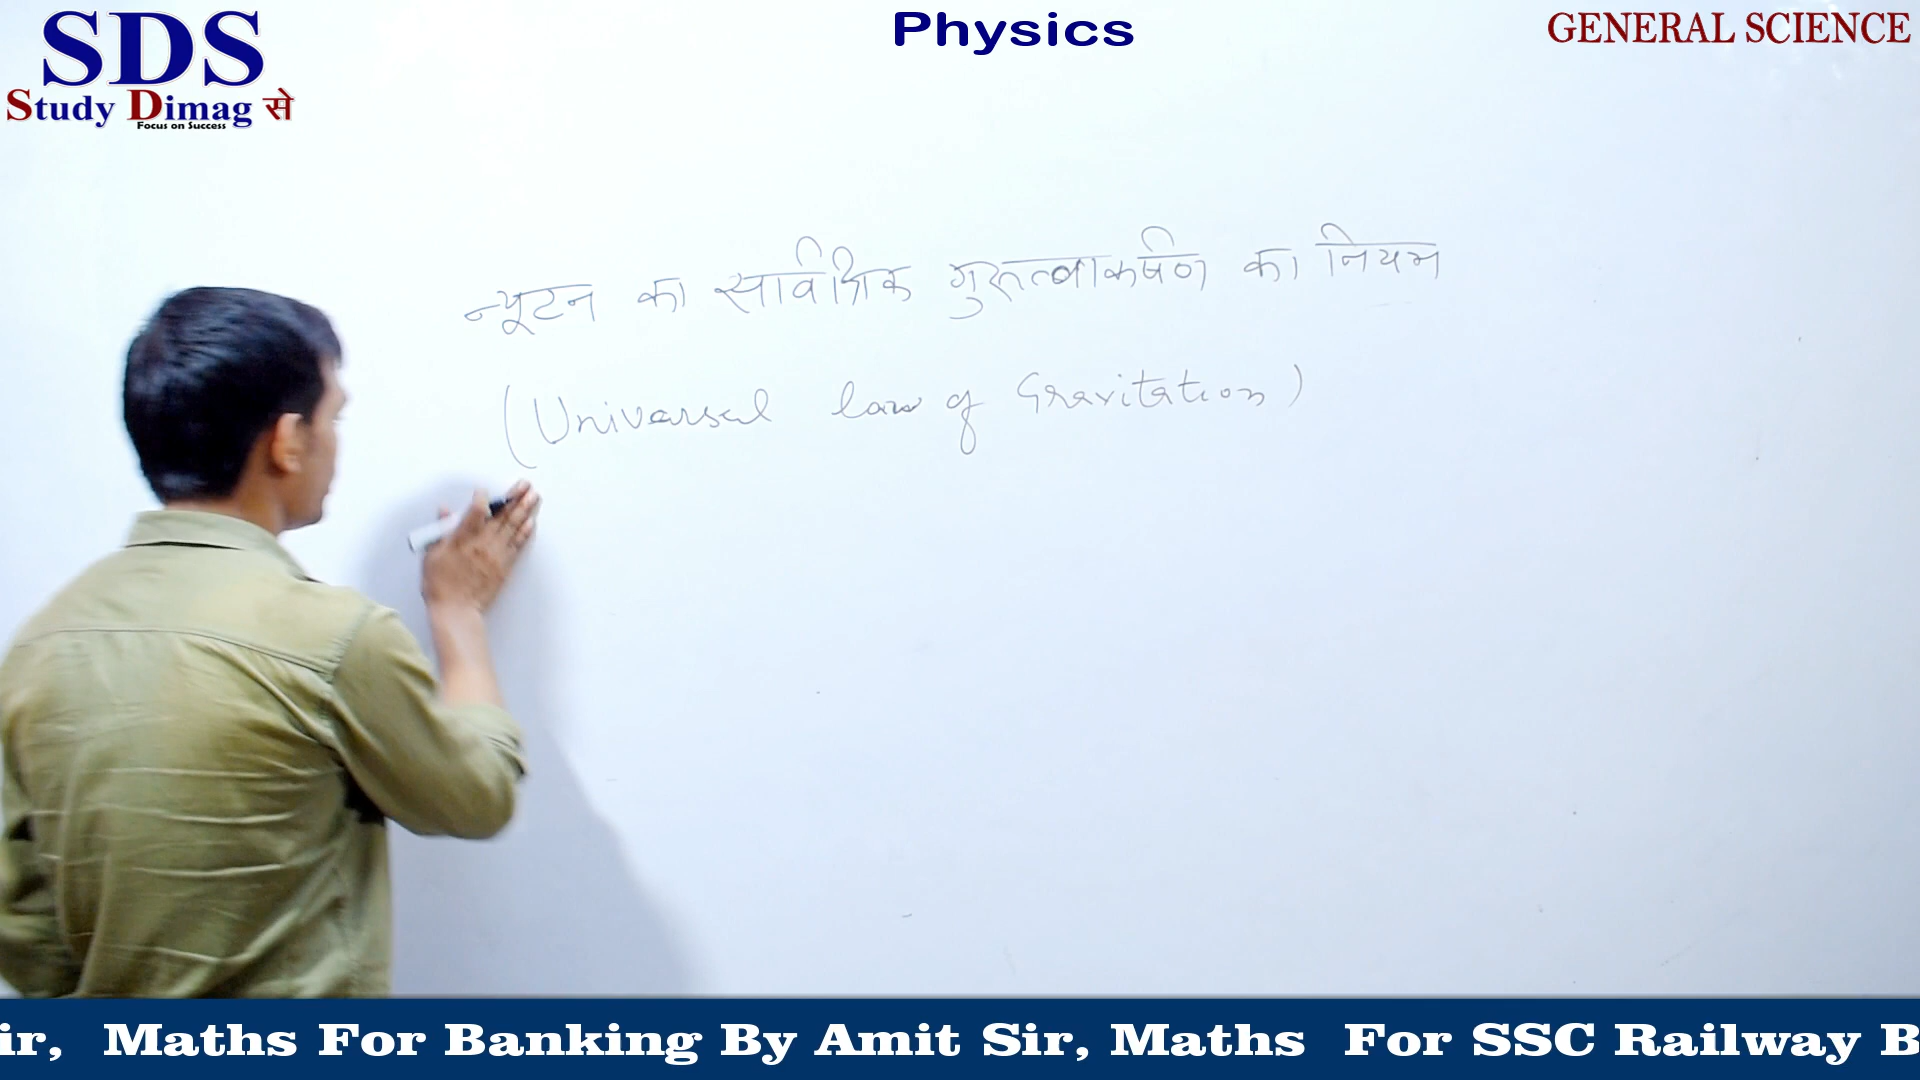 SDS
Physics
GENERAL SCIENCE
Study Dimag से
Focus on Success
न्यूटन का सार्वत्रिक गुरुत्वाकर्षण का नियम
(Universal law of Gravitation)
ir, Maths For Banking By Amit Sir, Maths For SSC Railway B